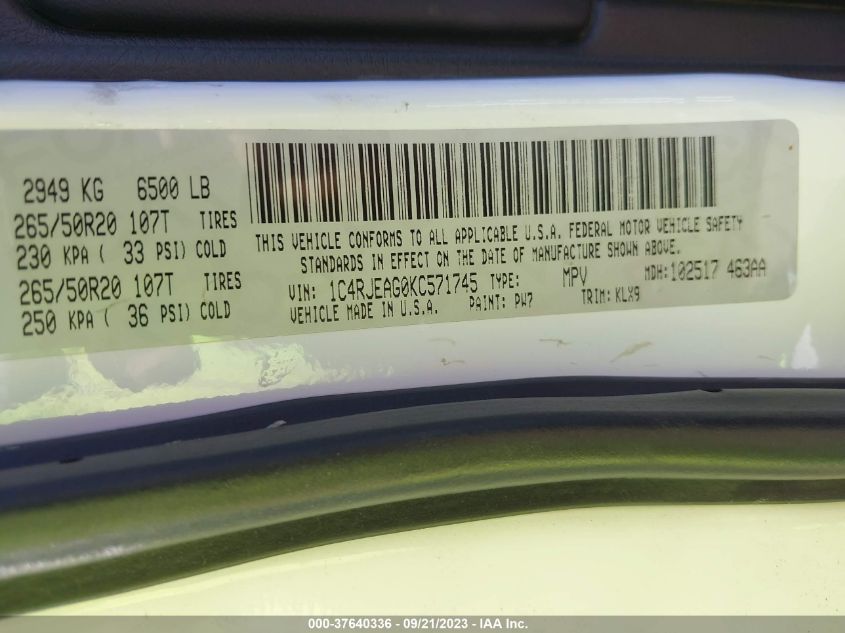 2949 KG 6500 LB
265/50R20 107T TIRES
230 KPA ( 33 PSI) COLD
265/50R20 107T TIRES
250 KPA ( 36 PSI) COLD
THIS VEHICLE CONFORMS TO ALL APPLICABLE U.S.A. FEDERAL MOTOR VEHICLE SAFETY
STANDARDS IN EFFECT ON THE DATE OF MANUFACTURE SHOWN ABOVE.
VIN: 1C4RJEAG0KC571745 TYPE: MPV MDH:102517 463AA
VEHICLE MADE IN U.S.A. PAINT: PW7 TRIM: KLX9
000-37640336 - 09/21/2023 - IAA Inc.